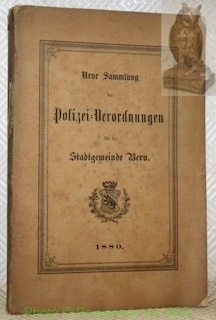 Neue Sammlung
der
Polizei-Verordnungen
für die
Stadtgemeinde Bern.
1880.